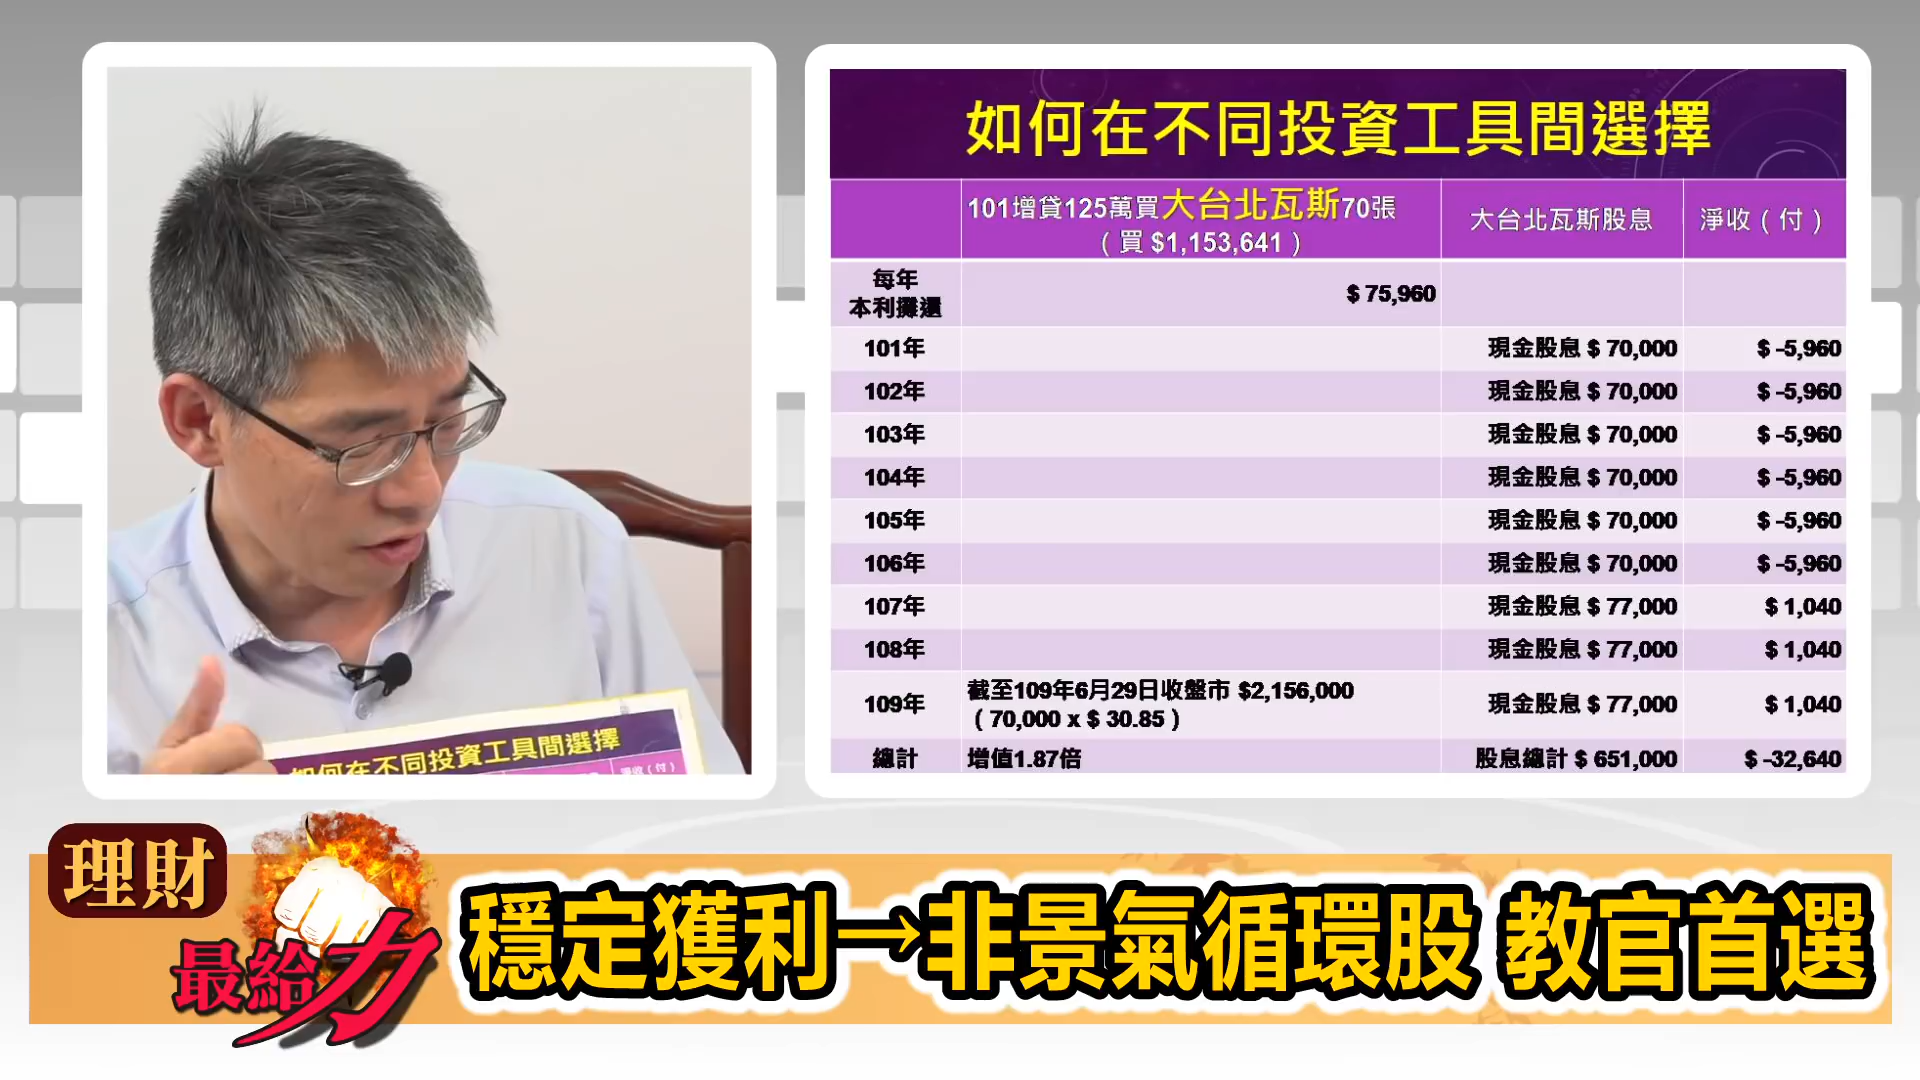 如何在不同投資工具間選擇
101增貸125萬買大台北瓦斯70張
（買 $1,153,641）
大台北瓦斯股息
淨收（付）
每年
本利攤還
$ 75,960
101年 現金股息 $ 70,000 $ -5,960
102年 現金股息 $ 70,000 $ -5,960
103年 現金股息 $ 70,000 $ -5,960
104年 現金股息 $ 70,000 $ -5,960
105年 現金股息 $ 70,000 $ -5,960
106年 現金股息 $ 70,000 $ -5,960
107年 現金股息 $ 77,000 $ 1,040
108年 現金股息 $ 77,000 $ 1,040
109年
截至109年6月29日收盤市 $2,156,000
（70,000 x $ 30.85）
現金股息 $ 77,000 $ 1,040
總計 增值1.87倍 股息總計 $ 651,000 $ -32,640
如何在不同投資工具間選擇
淨收（付）
理財
最給力
穩定獲利→非景氣循環股 教官首選